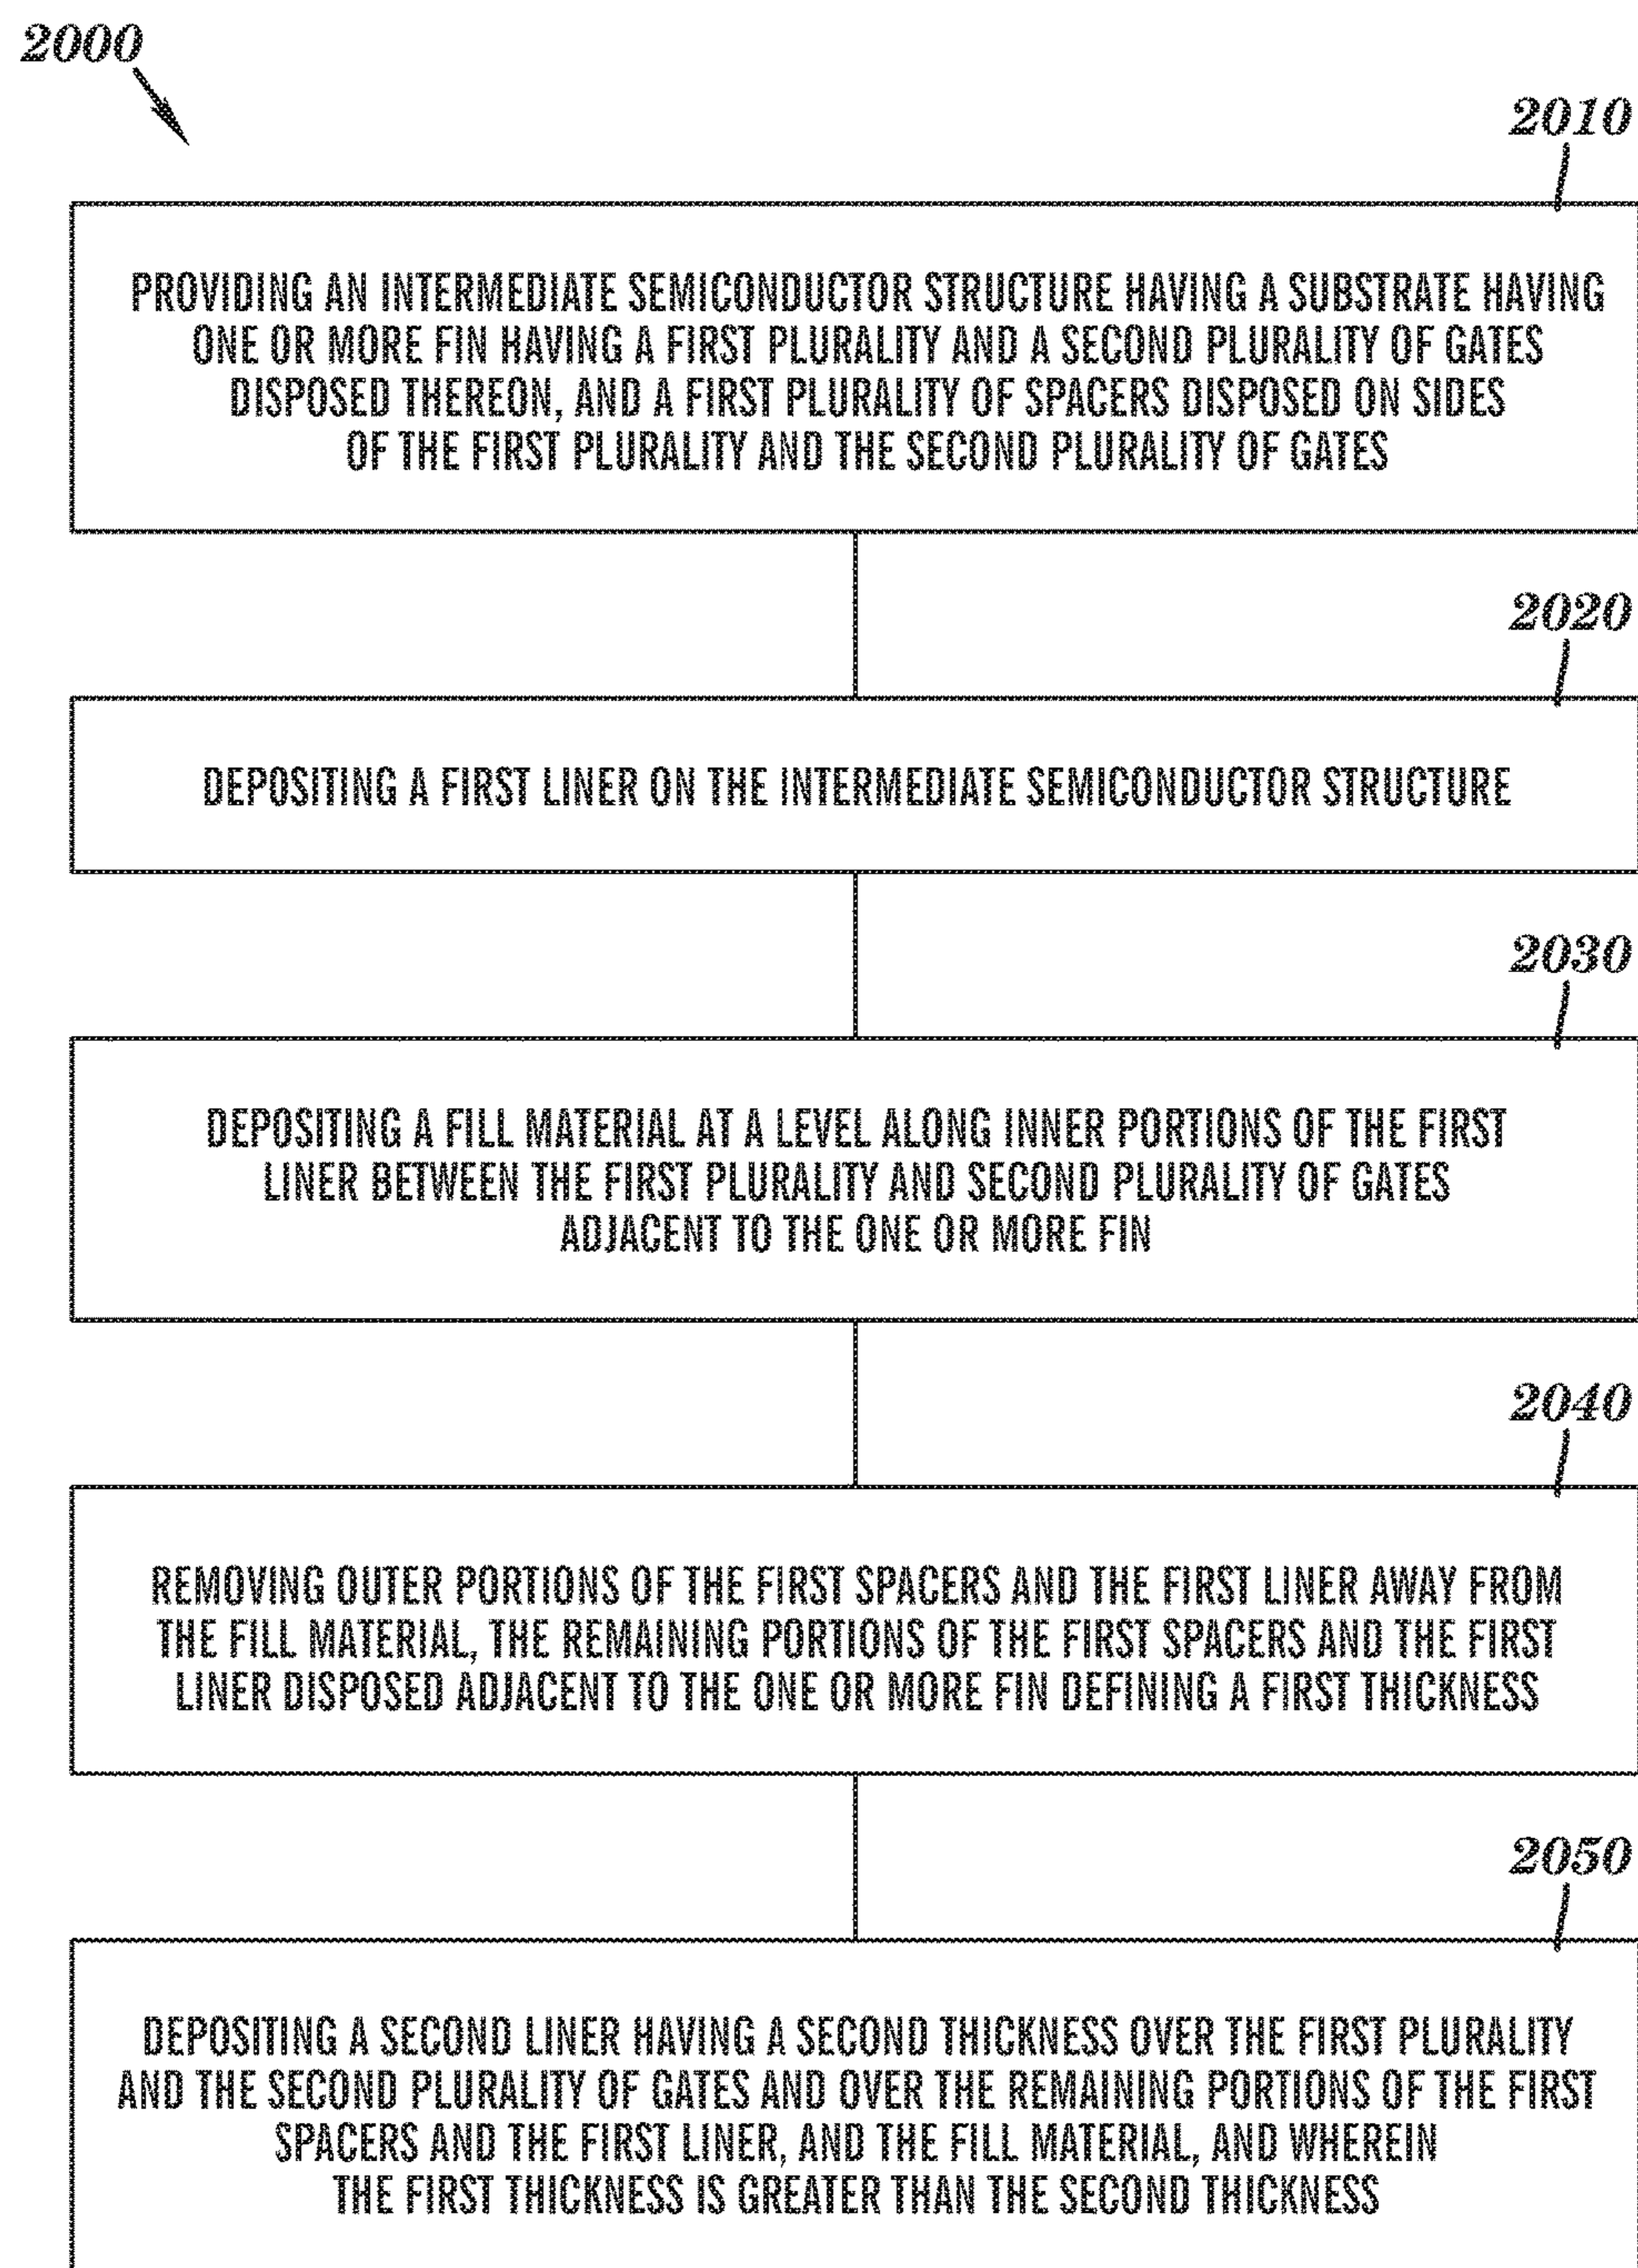 2000
2010
PROVIDING AN INTERMEDIATE SEMICONDUCTOR STRUCTURE HAVING A SUBSTRATE HAVING
ONE OR MORE FIN HAVING A FIRST PLURALITY AND A SECOND PLURALITY OF GATES
DISPOSED THEREON, AND A FIRST PLURALITY OF SPACERS DISPOSED ON SIDES
OF THE FIRST PLURALITY AND THE SECOND PLURALITY OF GATES
2020
DEPOSITING A FIRST LINER ON THE INTERMEDIATE SEMICONDUCTOR STRUCTURE
2030
DEPOSITING A FILL MATERIAL AT A LEVEL ALONG INNER PORTIONS OF THE FIRST
LINER BETWEEN THE FIRST PLURALITY AND SECOND PLURALITY OF GATES
ADJACENT TO THE ONE OR MORE FIN
2040
REMOVING OUTER PORTIONS OF THE FIRST SPACERS AND THE FIRST LINER AWAY FROM
THE FILL MATERIAL, THE REMAINING PORTIONS OF THE FIRST SPACERS AND THE FIRST
LINER DISPOSED ADJACENT TO THE ONE OR MORE FIN DEFINING A FIRST THICKNESS
2050
DEPOSITING A SECOND LINER HAVING A SECOND THICKNESS OVER THE FIRST PLURALITY
AND THE SECOND PLURALITY OF GATES AND OVER THE REMAINING PORTIONS OF THE FIRST
SPACERS AND THE FIRST LINER, AND THE FILL MATERIAL, AND WHEREIN
THE FIRST THICKNESS IS GREATER THAN THE SECOND THICKNESS